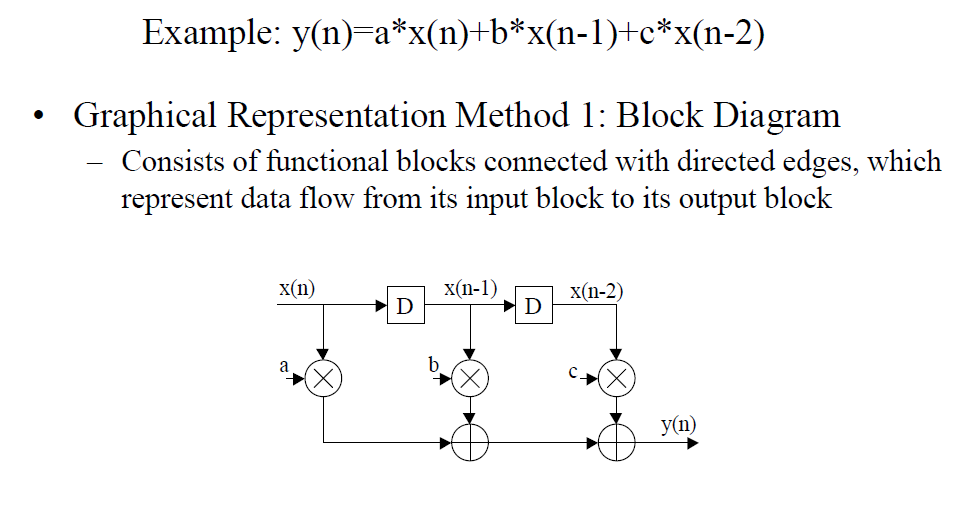 Example: y(n)=a*x(n)+b*x(n-1)+c*x(n-2)
• Graphical Representation Method 1: Block Diagram
– Consists of functional blocks connected with directed edges, which
represent data flow from its input block to its output block
x(n)
D
x(n-1)
D
x(n-2)
a
b
c
y(n)